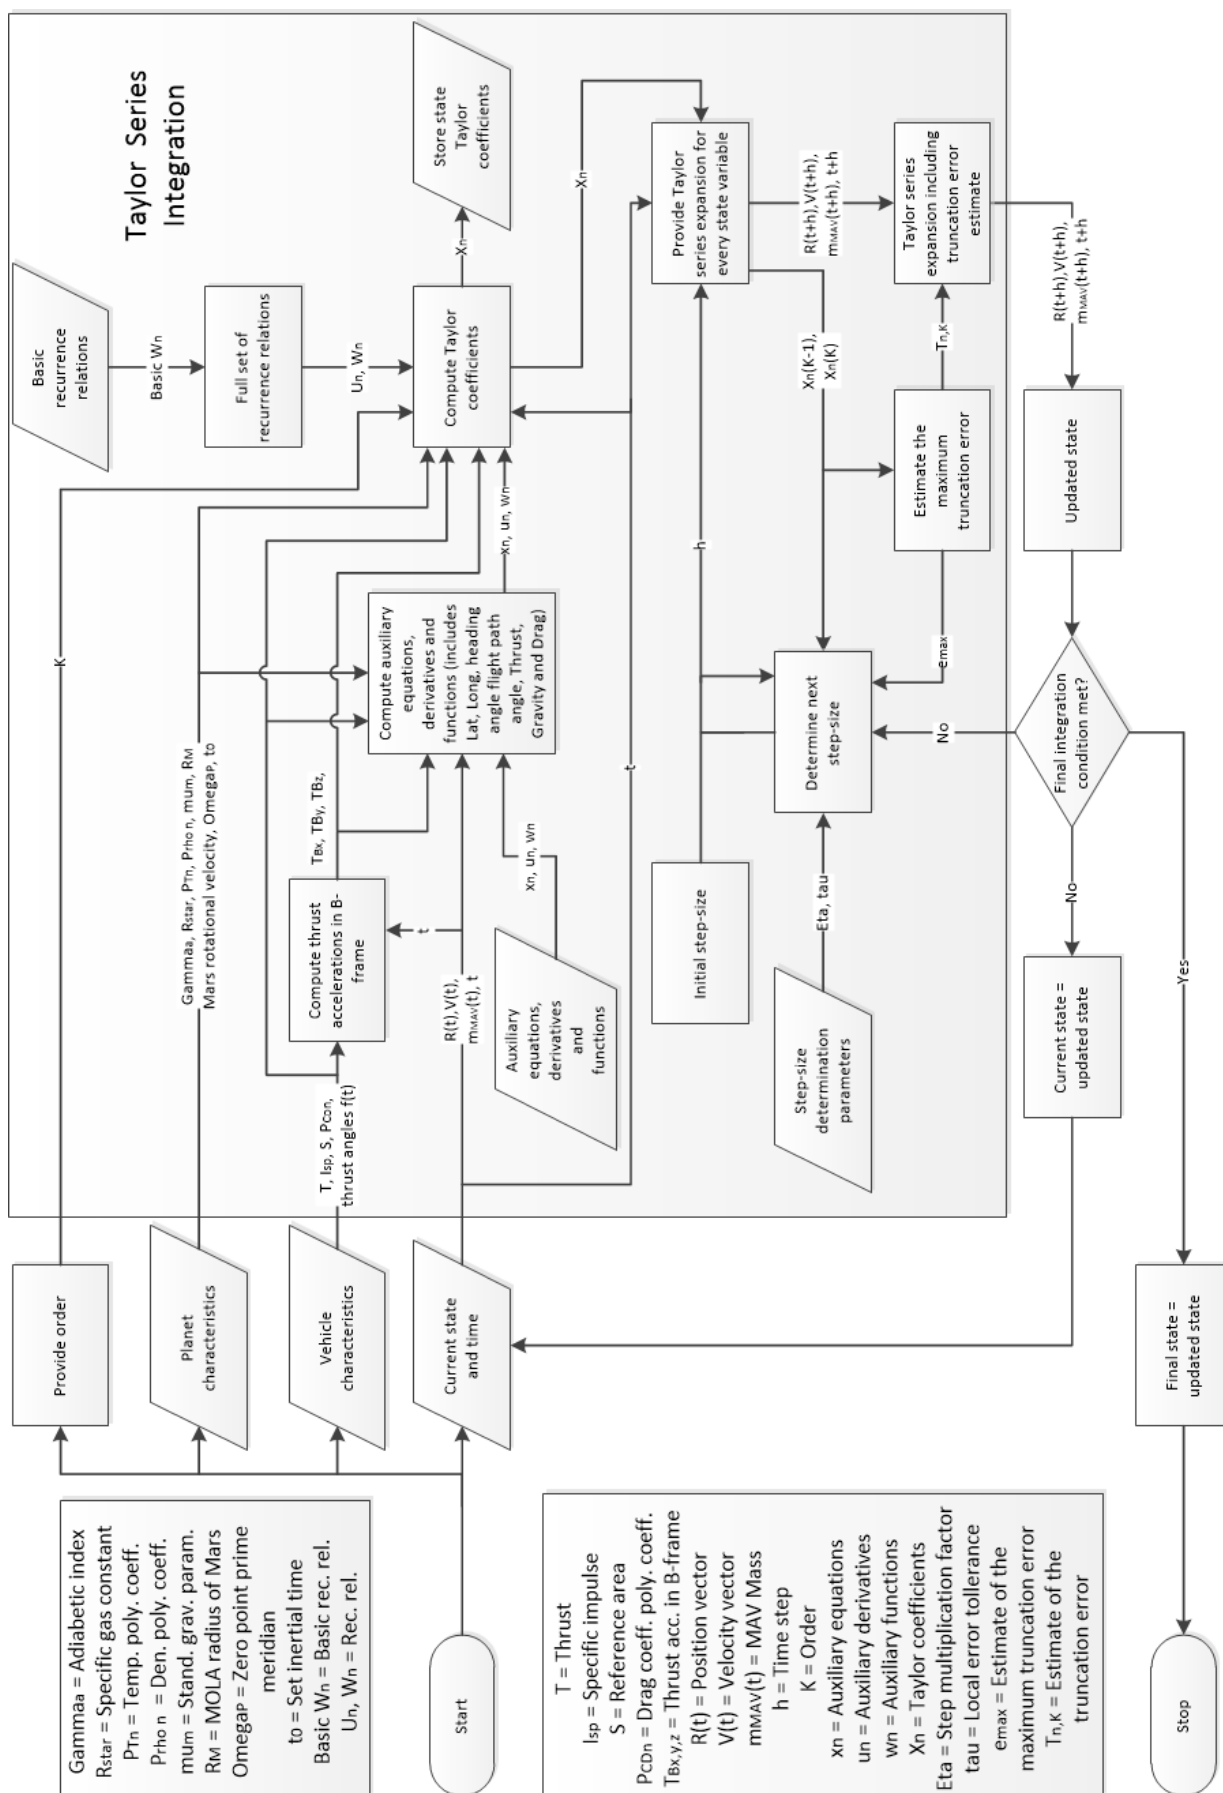 Taylor Series
Integration
Provide order
Planet
characteristics
Vehicle
characteristics
Current state
and time
Start
Stop
K
Gammaa, Rstar, PTn, Prho n, mum, RM
Mars rotational velocity, OmegaP, to
T, Isp, S, PCDn,
thrust angles f(t)
R(t),V(t),
mMAV(t), t
Basic
recurrence
relations
Basic Wn
Full set of
recurrence relations
Un, Wn
Compute Taylor
coefficients
Xn
Store state
Taylor
coefficients
Compute thrust
accelerations in B-
frame
t
TBx, TBy, TBz,
Compute auxiliary
equations,
derivatives and
functions (includes
Lat, Long, heading
angle flight path
angle, Thrust,
Gravity and Drag)
xn, un, wn
Auxiliary
equations,
derivatives
and
functions
xn, un, wn
t
Xn
Initial step-size
h
Provide Taylor
series expansion for
every state variable
Step-size
determination
parameters
Eta, tau
Determine next
step-size
Xn(K-1),
Xn(K)
R(t+h),V(t+h),
mMAV(t+h), t+h
emax
Estimate the
maximum
truncation error
Tn,K
Taylor series
expansion including
truncation error
estimate
R(t+h),V(t+h),
mMAV(t+h), t+h
Updated state
Final integration
condition met?
No
No
Yes
Current state =
updated state
Final state =
updated state
Gammaa = Adiabetic index
Rstar = Specific gas constant
PTn = Temp. poly. coeff.
Prho n = Den. poly. coeff.
mum = Stand. grav. param.
RM = MOLA radius of Mars
OmegaP = Zero point prime
meridian
to = Set inertial time
Basic Wn = Basic rec. rel.
Un, Wn = Rec. rel.
T = Thrust
Isp = Specific impulse
S = Reference area
PCDn = Drag coeff. poly. coeff.
TBx,y,z = Thrust acc. in B-frame
R(t) = Position vector
V(t) = Velocity vector
mMAV(t) = MAV Mass
h = Time step
K = Order
xn = Auxiliary equations
un = Auxiliary derivatives
wn = Auxiliary functions
Xn = Taylor coefficients
Eta = Step multiplication factor
tau = Local error tollerance
emax = Estimate of the
maximum truncation error
Tn,K = Estimate of the
truncation error